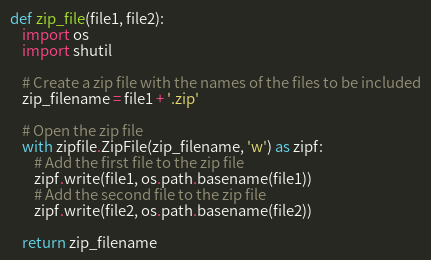 def zip_file(file1, file2):
    import os
    import shutil

    # Create a zip file with the names of the files to be included
    zip_filename = file1 + '.zip'

    # Open the zip file
    with zipfile.ZipFile(zip_filename, 'w') as zipf:
        # Add the first file to the zip file
        zipf.write(file1, os.path.basename(file1))
        # Add the second file to the zip file
        zipf.write(file2, os.path.basename(file2))

    return zip_filename